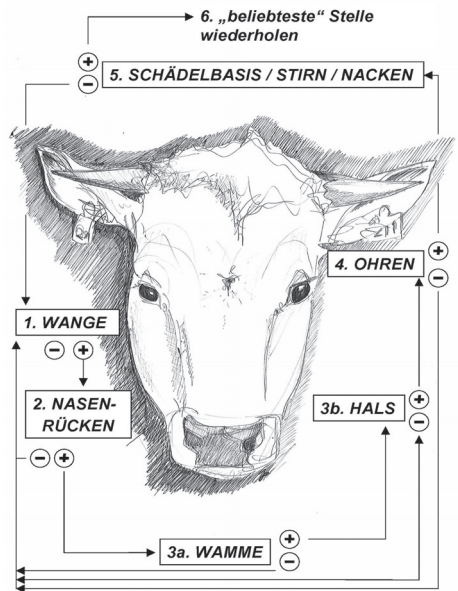 6. „beliebteste“ Stelle
wiederholen
+
−
5. SCHÄDELBASIS / STIRN / NACKEN
4. OHREN
+
−
1. WANGE
− +
2. NASEN-
RÜCKEN
3b. HALS
+
−
− +
3a. WAMME
+
−